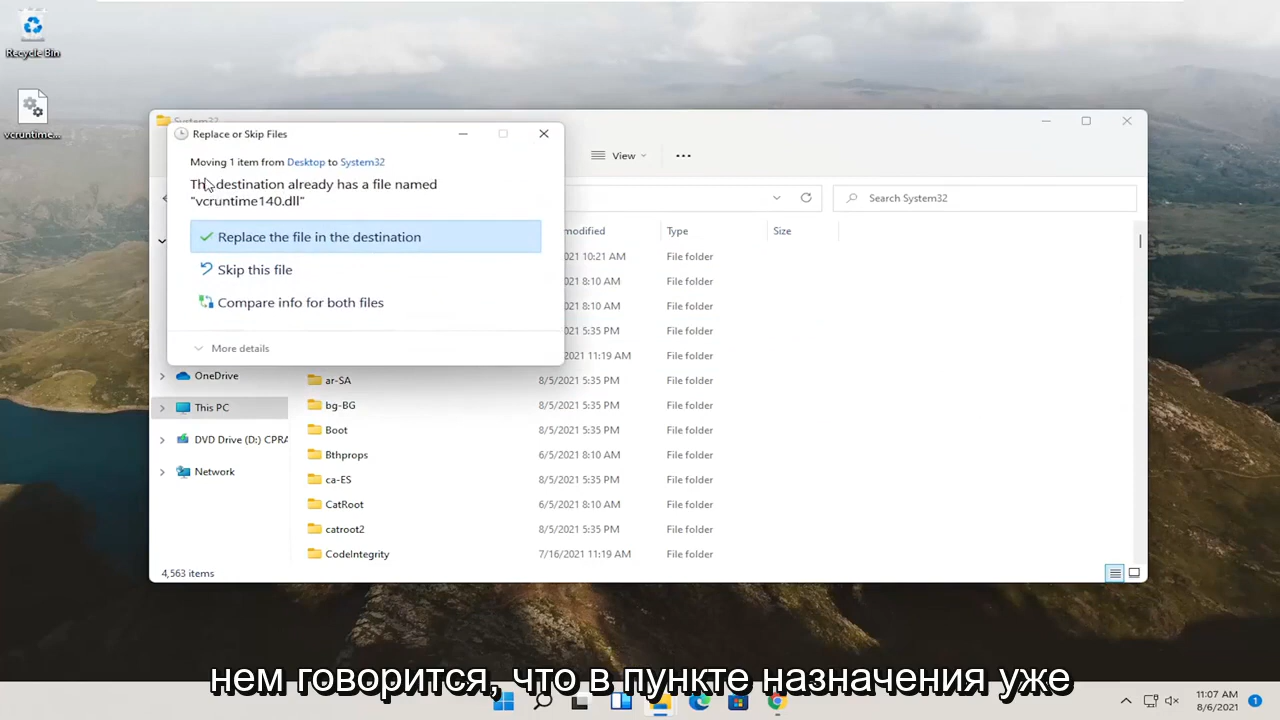 Recycle Bin
vcruntime...
System32
Replace or Skip Files
Moving 1 item from Desktop to System32
The destination already has a file named
"vcruntime140.dll"
Replace the file in the destination
Skip this file
Compare info for both files
More details
View
Search System32
modified
Type
Size
2021 10:21 AM
File folder
2021 8:10 AM
File folder
2021 8:10 AM
File folder
2021 5:35 PM
File folder
2021 11:19 AM
File folder
OneDrive
This PC
DVD Drive (D:) CPRA
Network
ar-SA
8/5/2021 5:35 PM
File folder
bg-BG
8/5/2021 5:35 PM
File folder
Boot
8/5/2021 5:35 PM
File folder
Bthprops
6/5/2021 8:10 AM
File folder
ca-ES
8/5/2021 5:35 PM
File folder
CatRoot
6/5/2021 8:10 AM
File folder
catroot2
8/5/2021 5:35 PM
File folder
CodeIntegrity
7/16/2021 11:19 AM
File folder
4,563 items
нем говорится, что в пункте назначения уже
11:07 AM
8/6/2021
1